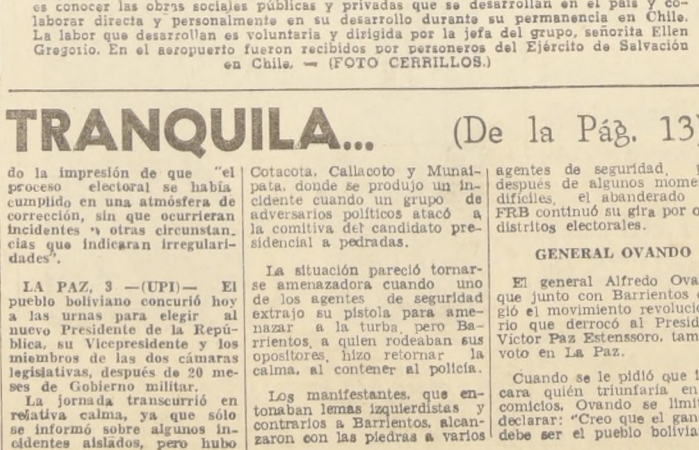 es conocer las obras sociales públicas y privadas que se desarrollan en el país y co-
laborar directa y personalmente en su desarrollo durante su permanencia en Chile.
La labor que desarrollan es voluntaria y dirigida por la jefa del grupo, señorita Ellen
Gregorio. En el aeropuerto fueron recibidos por personeros del Ejército de Salvación
en Chile. — (FOTO CERRILLOS.)
TRANQUILA... (De la Pág. 13)
do la impresión de que "el
proceso electoral se había
cumplido en una atmósfera de
corrección, sin que ocurrieran
incidentes u otras circunstan-
cias que indicaran irregulari-
dades".
LA PAZ, 3 —(UPI)— El
pueblo boliviano concurió hoy
a las urnas para elegir al
nuevo Presidente de la Repú-
blica, su Vicepresidente y los
miembros de las dos cámaras
legislativas, después de 20 me-
ses de Gobierno militar.
La jornada transcurrió en
relativa calma, ya que sólo
se informó sobre algunos in-
cidentes aislados, pero hubo
Cotacota, Callacoto y Munai-
pata, donde se produjo un in-
cidente cuando un grupo de
adversarios políticos atacó a
la comitiva del candidato pre-
sidencial a pedradas.
La situación pareció tornar-
se amenazadora cuando uno
de los agentes de seguridad
extrajo su pistola para ame-
nazar a la turba, pero Ba-
rrientos, a quien rodeaban sus
opositores, hizo retornar la
calma, al contener al policía.
Los manifestantes, que en-
tonaban lemas izquierdistas y
contrarios a Barrientos, alcan-
zaron con las piedras a varios
agentes de seguridad,
después de algunos mome
difíciles, el abanderado
FRB continuó su gira por o
distritos electorales.
GENERAL OVANDO
El general Alfredo Ova
que junto con Barrientos
gió el movimiento revoluci
rio que derrocó al Presid
Víctor Paz Estenssoro, tam
votó en La Paz.
Cuando se le pidió que i
cara quién triunfaría en
comicios, Ovando se limit
declarar: "Creo que el gan
debe ser el pueblo bolivia